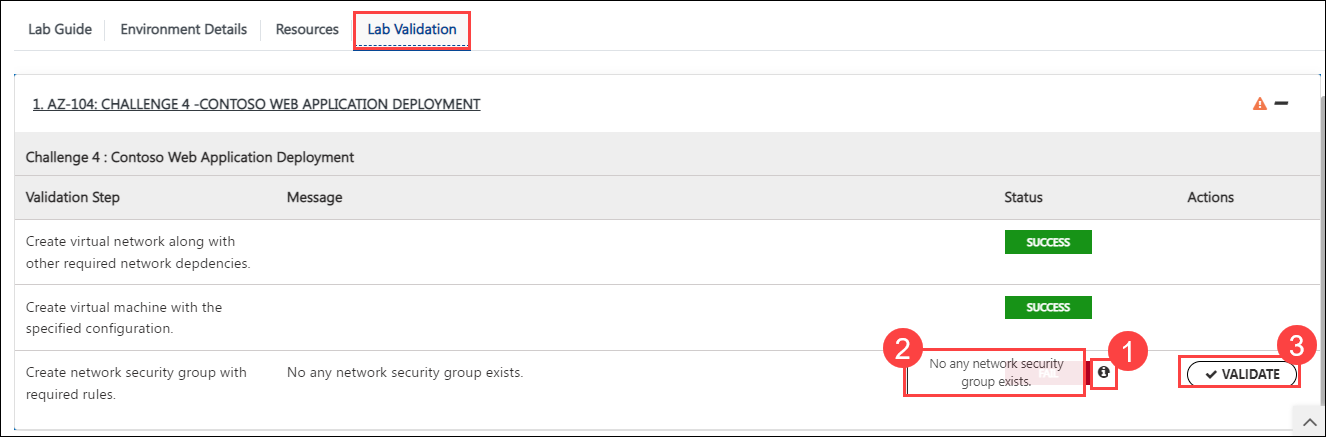 Lab Guide Environment Details Resources Lab Validation
1. AZ-104: CHALLENGE 4 -CONTOSO WEB APPLICATION DEPLOYMENT
Challenge 4 : Contoso Web Application Deployment
Validation Step Message Status Actions
Create virtual network along with
other required network depdencies.
SUCCESS
Create virtual machine with the
specified configuration.
SUCCESS
Create network security group with
required rules.
No any network security group exists.
2
No any network security
group exists.
FAIL
1
3
VALIDATE